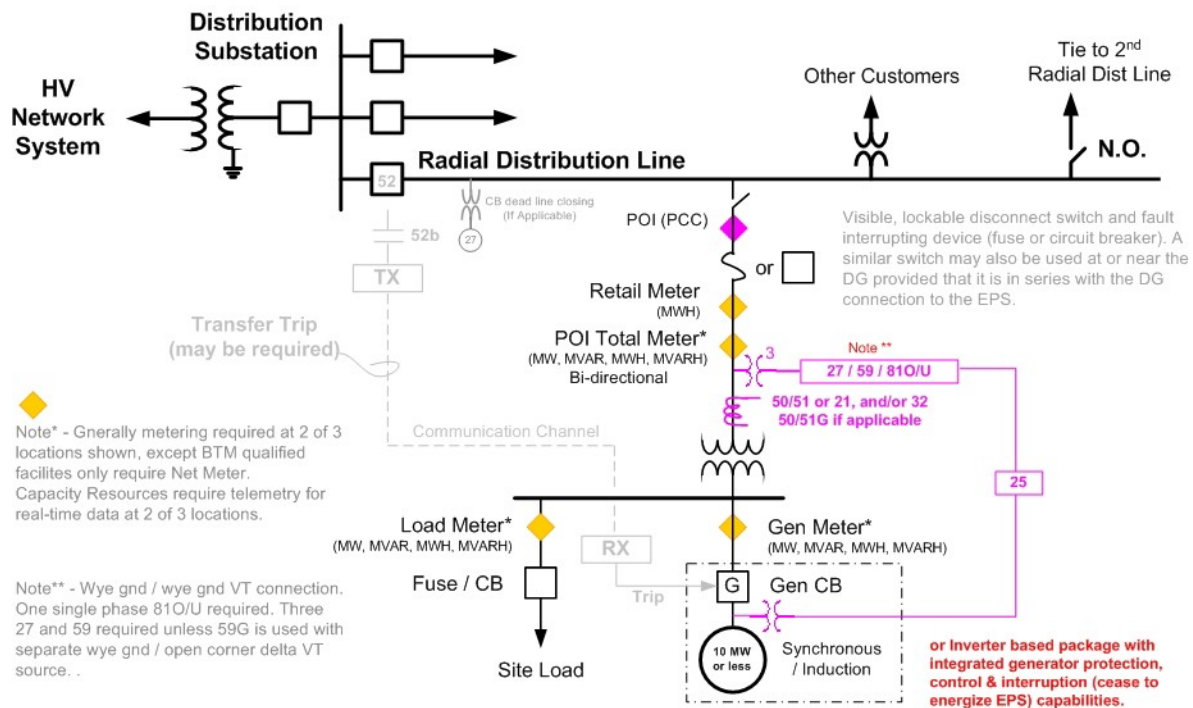 Distribution
Substation
HV
Network
System
Other Customers
Tie to 2nd
Radial Dist Line
N.O.
Radial Distribution Line
52
CB dead line closing
(If Applicable)
27
52b
TX
POI (PCC)
Visible, lockable disconnect switch and fault
interrupting device (fuse or circuit breaker). A
similar switch may also be used at or near the
DG provided that it is in series with the DG
connection to the EPS.
or
Retail Meter
(MWH)
POI Total Meter*
(MW, MVAR, MWH, MVARH)
Bi-directional
3
Note **
27 / 59 / 81O/U
Transfer Trip
(may be required)
50/51 or 21, and/or 32
50/51G if applicable
Communication Channel
25
Note* - Gnerally metering required at 2 of 3
locations shown, except BTM qualified
facilites only require Net Meter.
Capacity Resources require telemetry for
real-time data at 2 of 3 locations.
Load Meter*
(MW, MVAR, MWH, MVARH)
RX
Gen Meter*
(MW, MVAR, MWH, MVARH)
Fuse / CB
Trip
G
Gen CB
Note** - Wye gnd / wye gnd VT connection.
One single phase 81O/U required. Three
27 and 59 required unless 59G is used with
separate wye gnd / open corner delta VT
source. .
Site Load
10 MW
or less
Synchronous
/ Induction
or Inverter based package with
integrated generator protection,
control & interruption (cease to
energize EPS) capabilities.